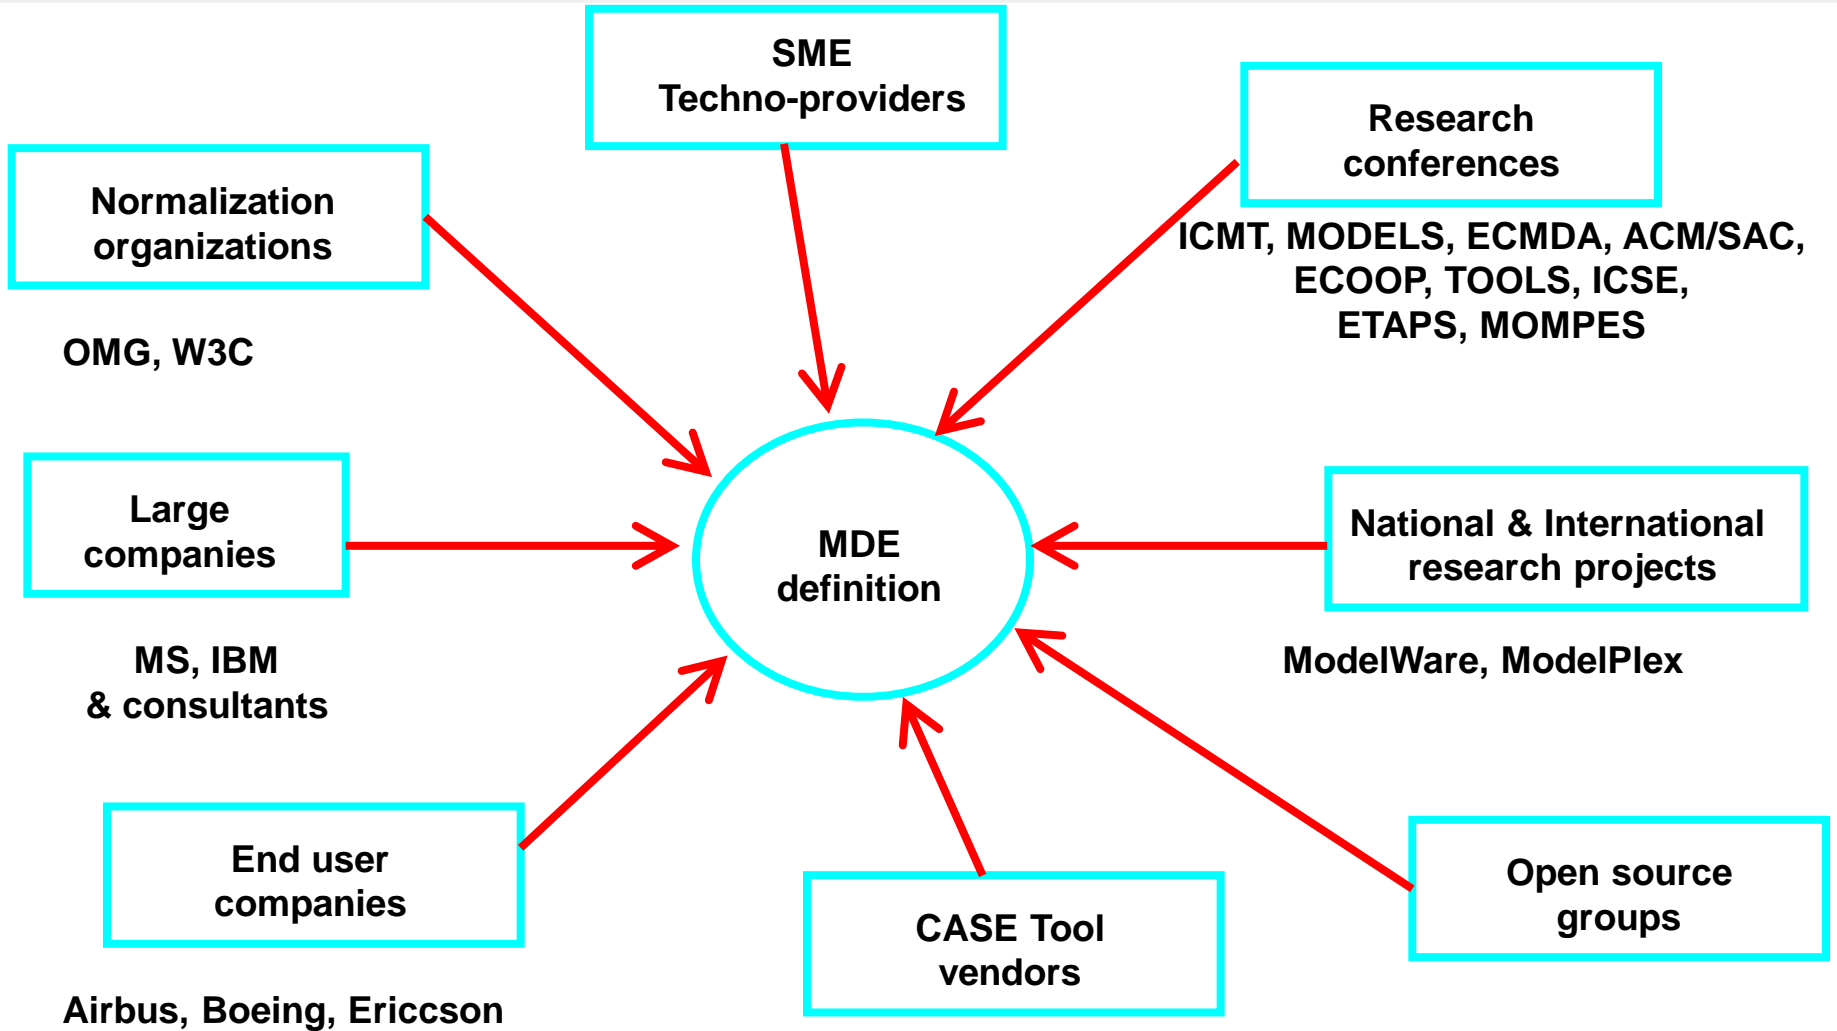 SME
Techno-providers
Research
conferences
ICMT, MODELS, ECMDA, ACM/SAC,
ECOOP, TOOLS, ICSE,
ETAPS, MOMPES
Normalization
organizations
OMG, W3C
Large
companies
MS, IBM
& consultants
MDE
definition
National & International
research projects
ModelWare, ModelPlex
End user
companies
Airbus, Boeing, Ericcson
CASE Tool
vendors
Open source
groups